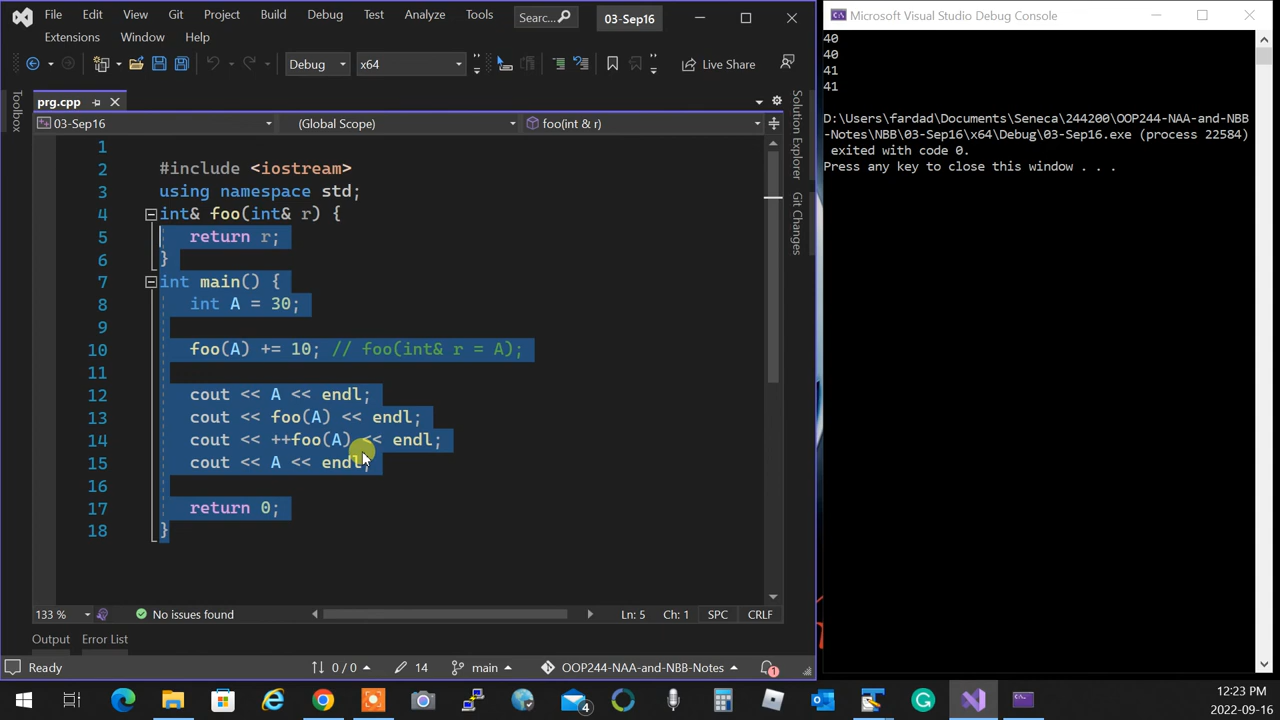 File Edit View Git Project Build Debug Test Analyze Tools Searc... 03-Sep16
Extensions Window Help
Debug x64 Live Share
prg.cpp
03-Sep16 (Global Scope) foo(int & r)
1
2 #include <iostream>
3 using namespace std;
4 int& foo(int& r) {
5 return r;
6 }
7 int main() {
8 int A = 30;
9
10 foo(A) += 10; // foo(int& r = A);
11
12 cout << A << endl;
13 cout << foo(A) << endl;
14 cout << ++foo(A) << endl;
15 cout << A << endl;
16
17 return 0;
18 }
133 % No issues found Ln: 5 Ch: 1 SPC CRLF
Output Error List
Ready 0 / 0 14 main OOP244-NAA-and-NBB-Notes 1
Toolbox
Solution Explorer
Git Changes
Microsoft Visual Studio Debug Console
40
40
41
41
D:\Users\fardad\Documents\Seneca\244200\OOP244-NAA-and-NBB
-Notes\NBB\03-Sep16\x64\Debug\03-Sep16.exe (process 22584)
exited with code 0.
Press any key to close this window . . .
4
12:23 PM
2022-09-16